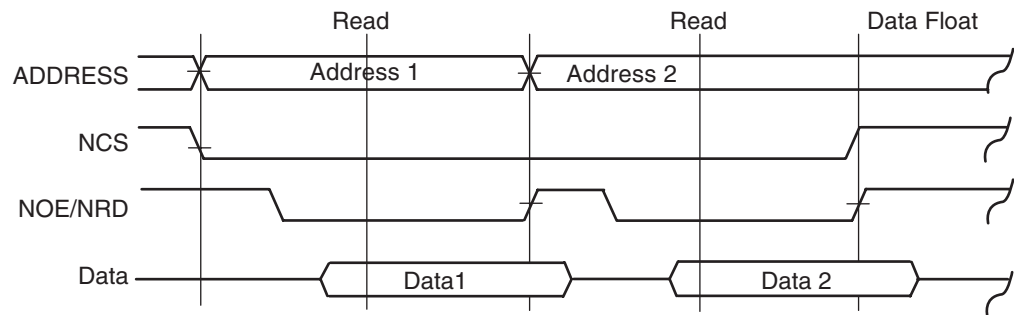 Read Read Data Float
ADDRESS Address 1 Address 2
NCS
NOE/NRD
Data Data1 Data 2